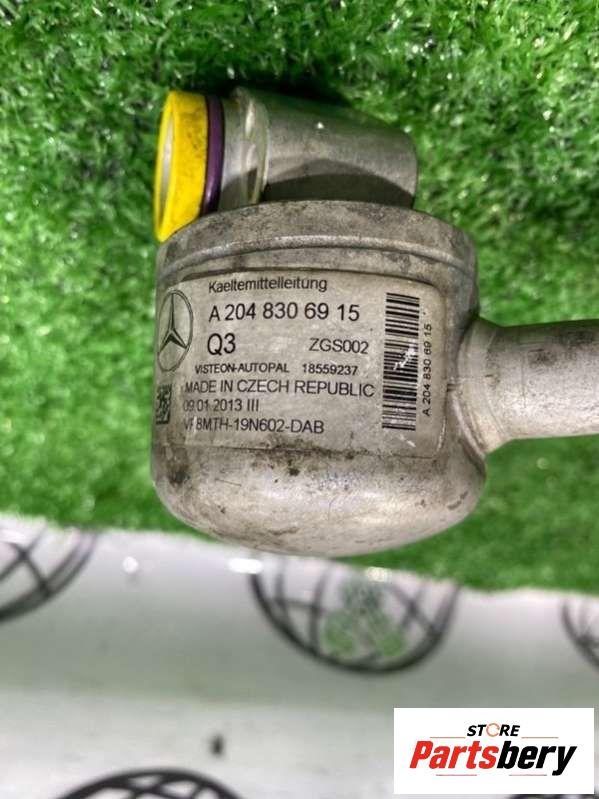 Kaeltemittelleitung
A 204 830 69 15
Q3 ZGS002
VISTEON-AUTOPAL 18559237
MADE IN CZECH REPUBLIC
09.01 2013 III
VP8MTH-19N602-DAB
A 204 830 69 15
STORE
Partsbery